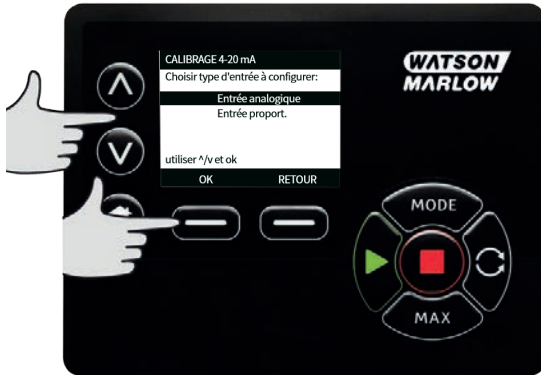 CALIBRAGE 4-20 mA
Choisir type d'entrée à configurer:
Entrée analogique
Entrée proport.
utiliser ^/v et ok
OK RETOUR
WATSON
MARLOW
MODE
MAX